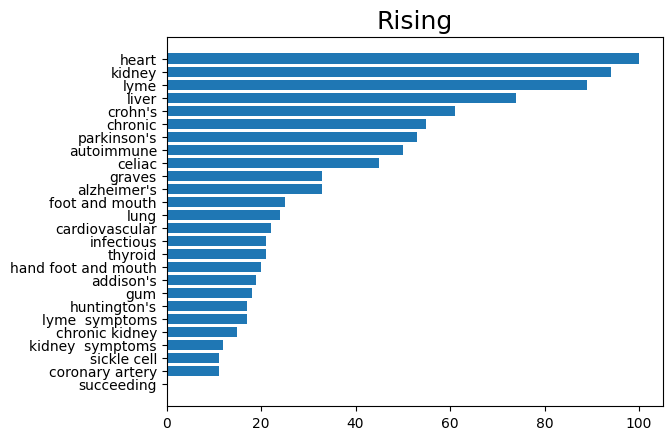 Rising
heart
kidney
lyme
liver
crohn's
chronic
parkinson's
autoimmune
celiac
graves
alzheimer's
foot and mouth
lung
cardiovascular
infectious
thyroid
hand foot and mouth
addison's
gum
huntington's
lyme  symptoms
chronic kidney
kidney  symptoms
sickle cell
coronary artery
succeeding
0 20 40 60 80 100